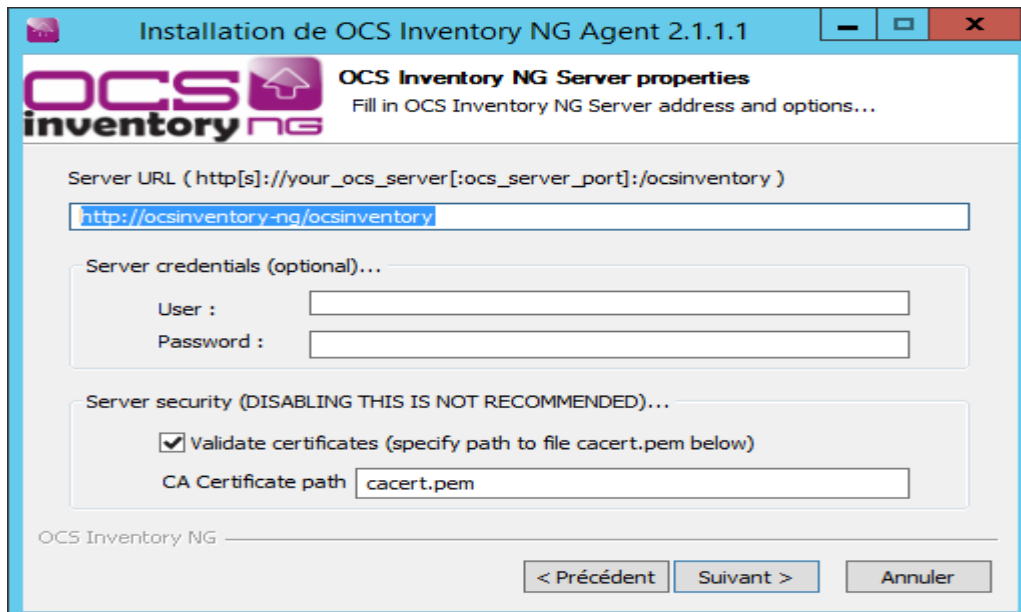 Installation de OCS Inventory NG Agent 2.1.1.1
OCS
inventory NG
OCS Inventory NG Server properties
Fill in OCS Inventory NG Server address and options...
Server URL ( http[s]://your_ocs_server[:ocs_server_port]:/ocsinventory )
http://ocsinventory-ng/ocsinventory
Server credentials (optional)...
User :
Password :
Server security (DISABLING THIS IS NOT RECOMMENDED)...
Validate certificates (specify path to file cacert.pem below)
CA Certificate path cacert.pem
OCS Inventory NG
< Précédent Suivant > Annuler